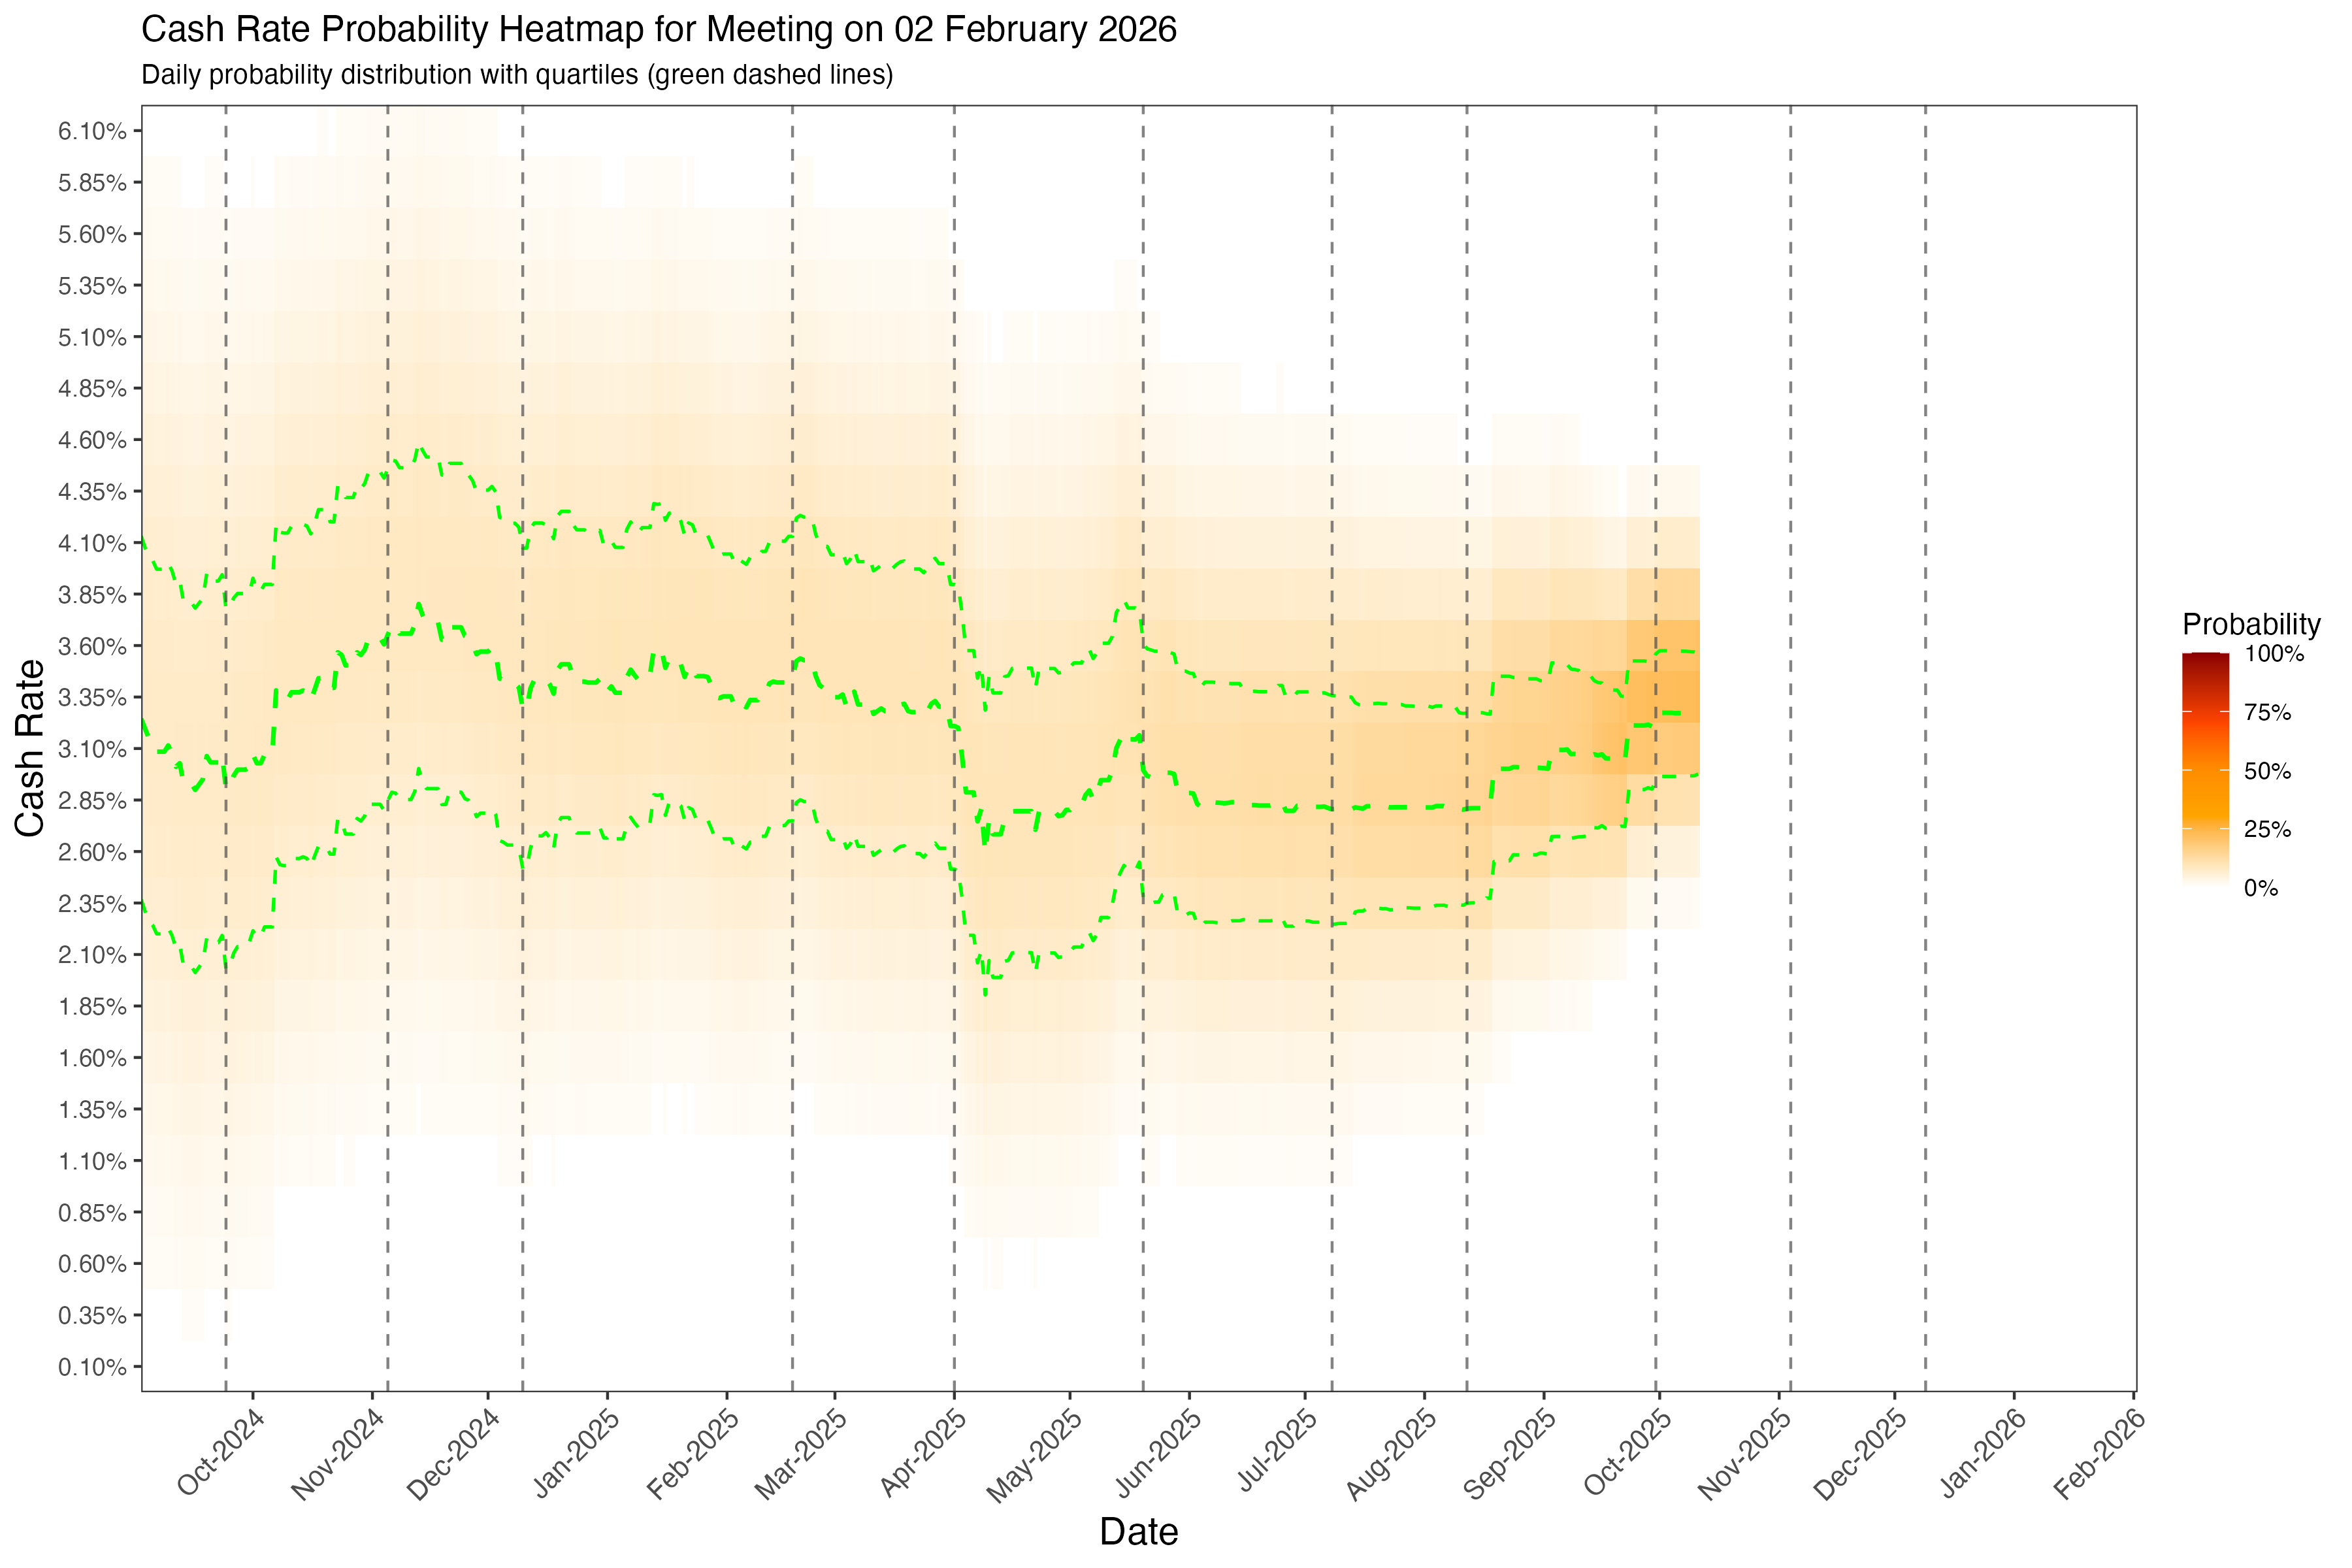 Cash Rate Probability Heatmap for Meeting on 02 February 2026
Daily probability distribution with quartiles (green dashed lines)
Cash Rate
6.10%
5.85%
5.60%
5.35%
5.10%
4.85%
4.60%
4.35%
4.10%
3.85%
3.60%
3.35%
3.10%
2.85%
2.60%
2.35%
2.10%
1.85%
1.60%
1.35%
1.10%
0.85%
0.60%
0.35%
0.10%
Oct-2024
Nov-2024
Dec-2024
Jan-2025
Feb-2025
Mar-2025
Apr-2025
May-2025
Jun-2025
Jul-2025
Aug-2025
Sep-2025
Oct-2025
Nov-2025
Dec-2025
Jan-2026
Feb-2026
Date
Probability
100%
75%
50%
25%
0%